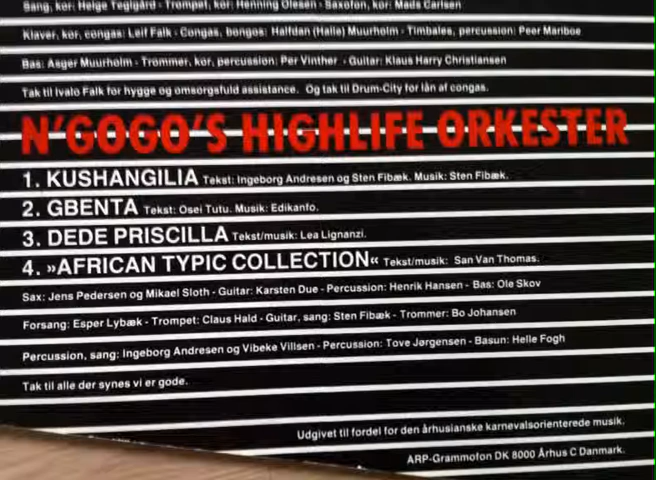 Sang, kor: Helge Teglgård - Trompet, kor: Henning Olesen - Saxofon, kor: Mads Carlsen
Klaver, kor, congas: Leif Falk - Congas, bongos: Halfdan (Halle) Muurholm - Timbales, percussion: Peer Mariboe
Bas: Asger Muurholm - Trommer, kor, percussion: Per Vinther - Guitar: Klaus Harry Christiansen
Tak til Ivalo Falk for hygge og omsorgsfuld assistance. Og tak til Drum-City for lån af congas.
N'GOGO'S HIGHLIFE ORKESTER
1. KUSHANGILIA Tekst: Ingeborg Andresen og Sten Fibæk. Musik: Sten Fibæk.
2. GBENTA Tekst: Osei Tutu. Musik: Edikanfo.
3. DEDE PRISCILLA Tekst/musik: Lea Lignanzi.
4. »AFRICAN TYPIC COLLECTION« Tekst/musik: San Van Thomas.
Sax: Jens Pedersen og Mikael Sloth - Guitar: Karsten Due - Percussion: Henrik Hansen - Bas: Ole Skov
Forsang: Esper Lybæk - Trompet: Claus Hald - Guitar, sang: Sten Fibæk - Trommer: Bo Johansen
Percussion, sang: Ingeborg Andresen og Vibeke Villsen - Percussion: Tove Jørgensen - Basun: Helle Fogh
Tak til alle der synes vi er gode.
Udgivet til fordel for den århusianske karnevalsorienterede musik.
ARP-Grammofon DK 8000 Århus C Danmark.